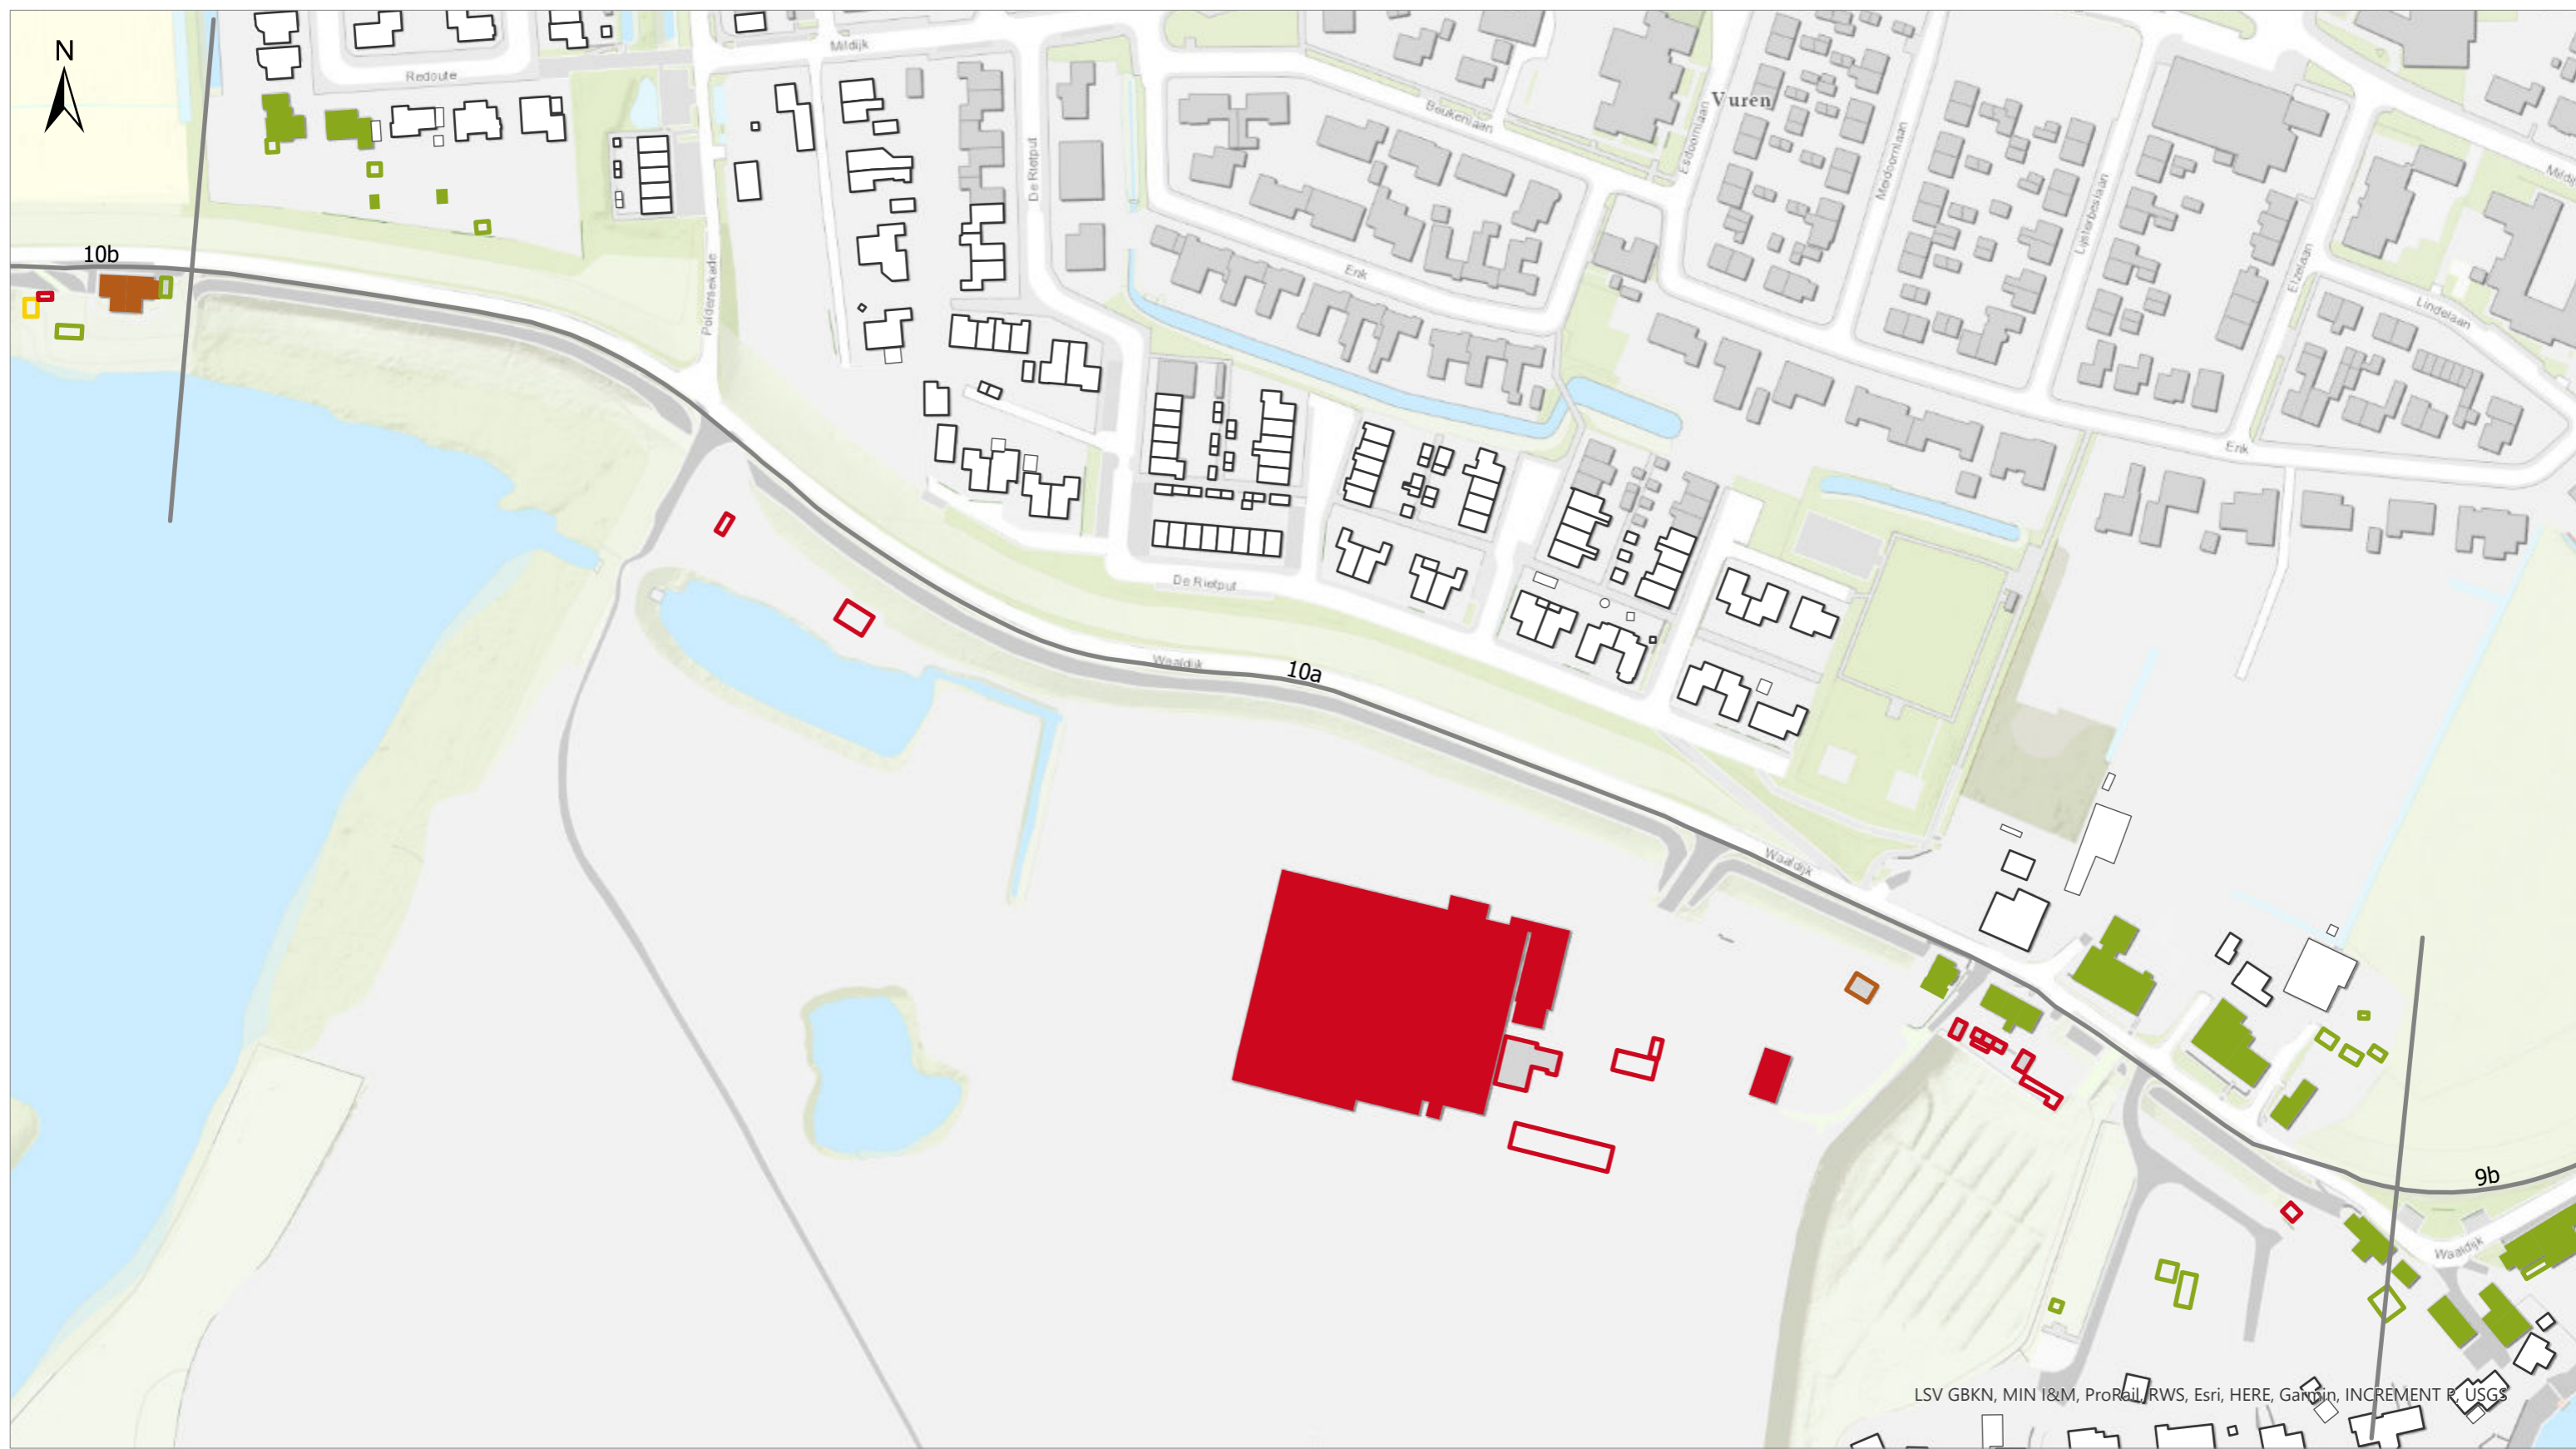 N
Redoute
Mildijk
Vuren
Beukenlaan
Esdoornlaan
Meidoornlaan
Lijsterbeslaan
De Rietput
Erik
Elzelaan
Lindelaan
10b
Poldersekade
Erik
De Rietput
Waaldijk
10a
Waaldijk
9b
Waaldijk
LSV GBKN, MIN I&M, ProRail, RWS, Esri, HERE, Garmin, INCREMENT P, USGS